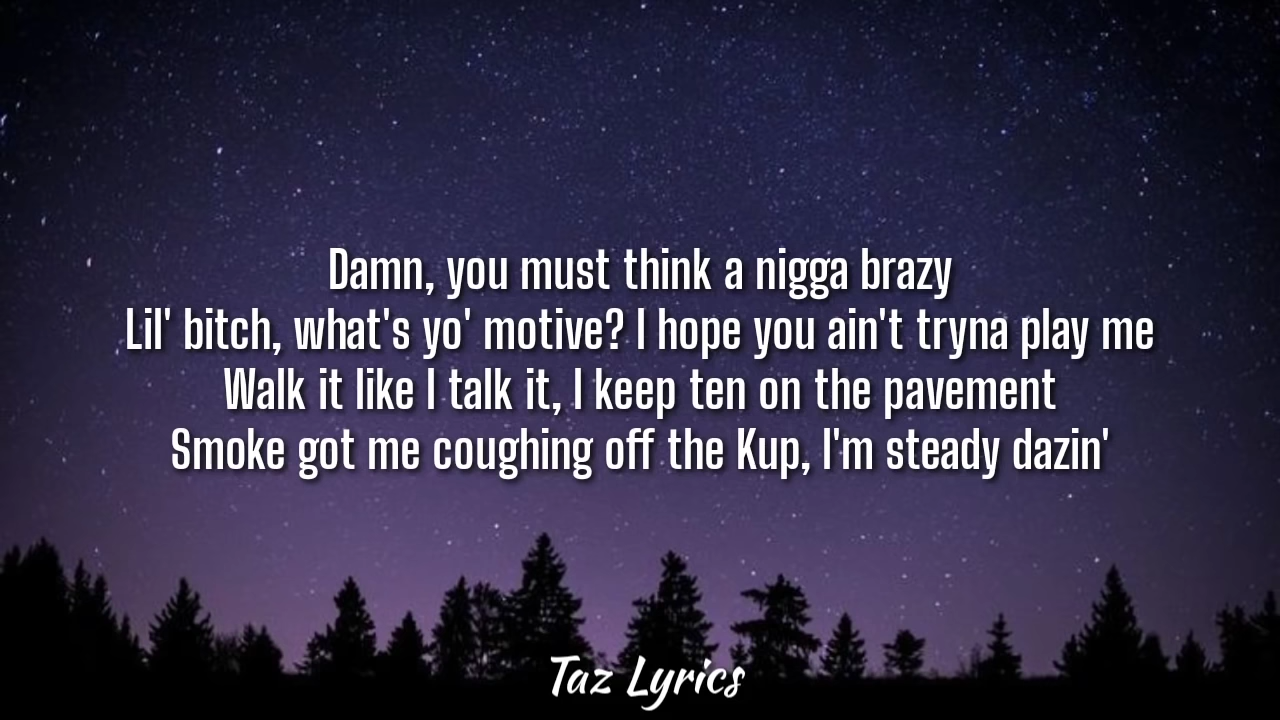 Damn, you must think a nigga brazy
Lil' bitch, what's yo' motive? I hope you ain't tryna play me
Walk it like I talk it, I keep ten on the pavement
Smoke got me coughing off the Kup, I'm steady dazin'
Taz Lyrics